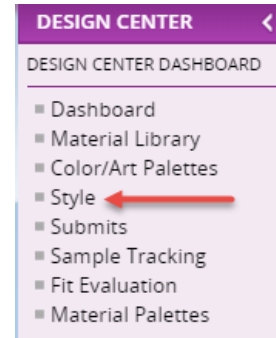 DESIGN CENTER
DESIGN CENTER DASHBOARD
Dashboard
Material Library
Color/Art Palettes
Style
Submits
Sample Tracking
Fit Evaluation
Material Palettes